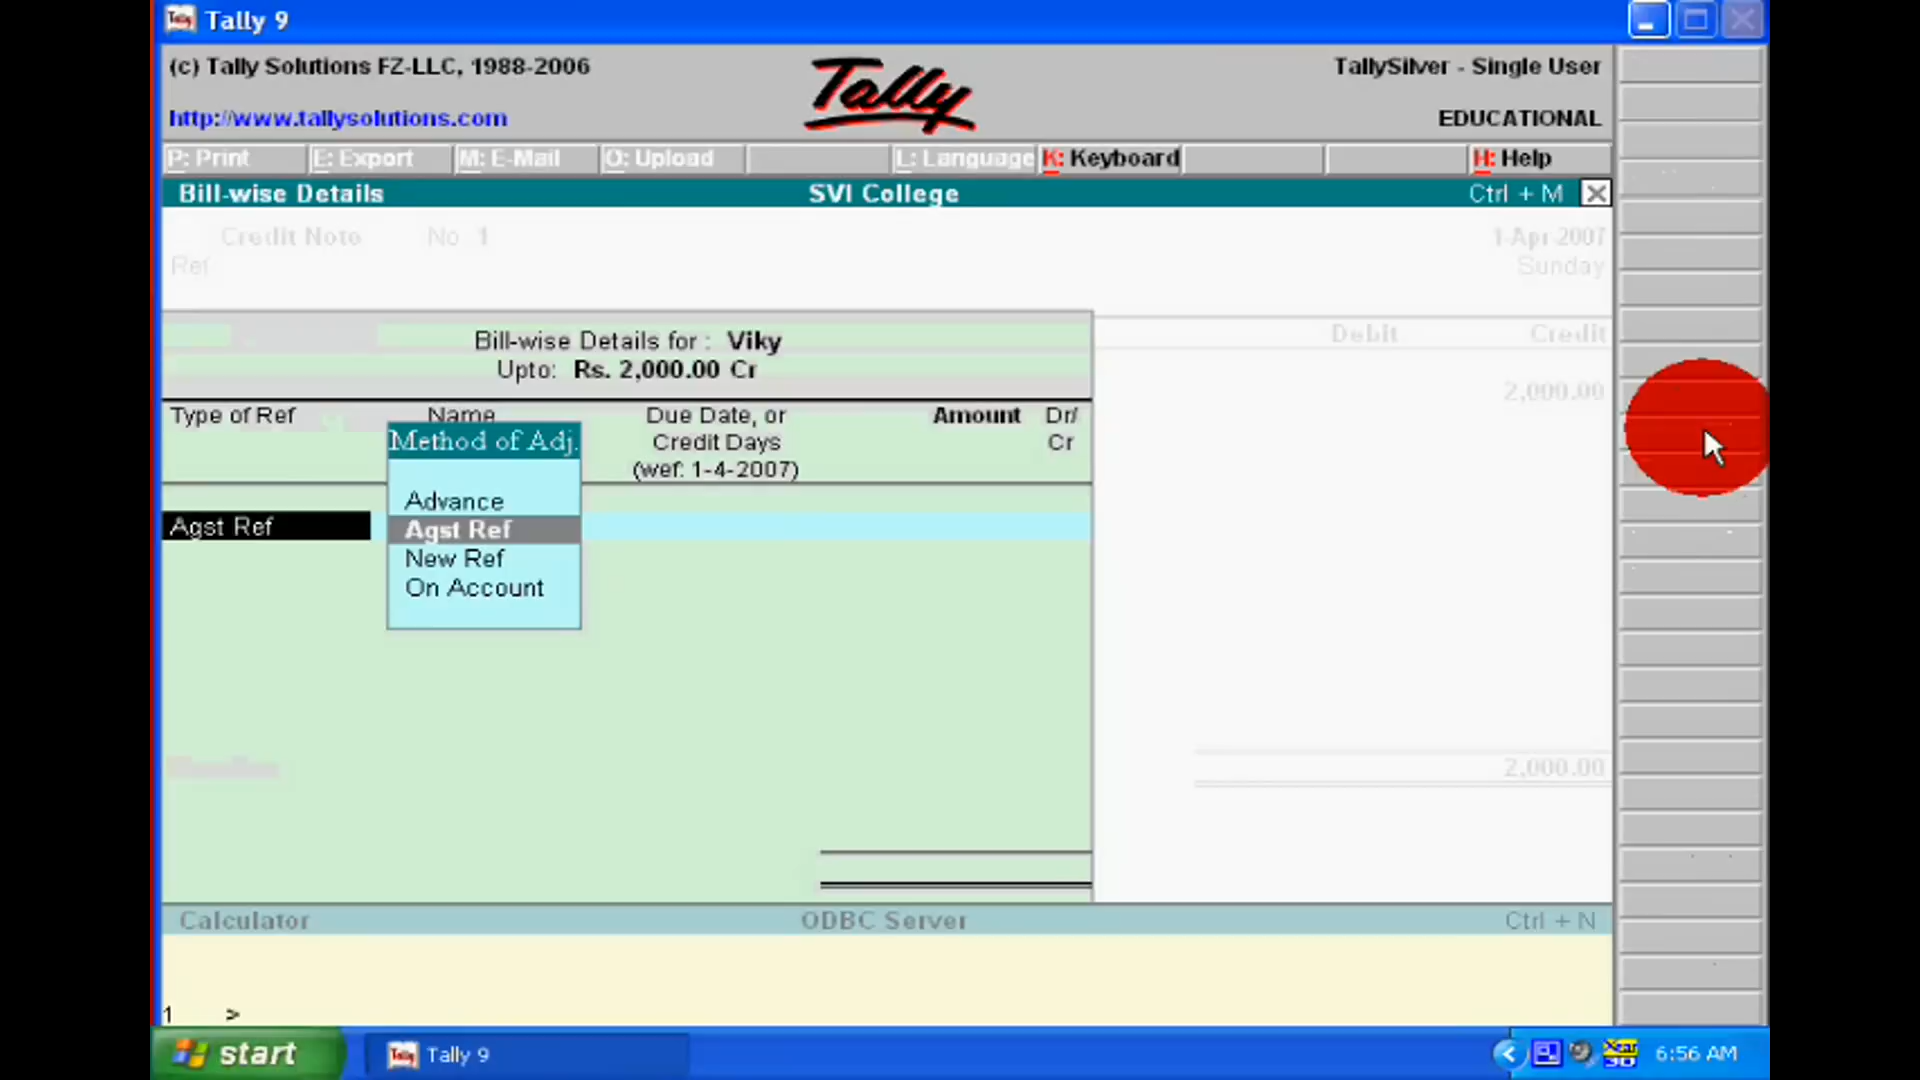 Tally 9
(c) Tally Solutions FZ-LLC, 1988-2006
Tally
TallySilver - Single User
http://www.tallysolutions.com
EDUCATIONAL
P: Print
E: Export
M: E-Mail
O: Upload
L: Language
K: Keyboard
H: Help
Bill-wise Details
SVI College
Ctrl + M
Credit Note No. 1
1-Apr-2007
Ref
Sunday
Debit
Credit
2,000.00
Bill-wise Details for : Viky
Upto: Rs. 2,000.00 Cr
Type of Ref
Name
Due Date, or
Credit Days
(wef: 1-4-2007)
Amount
Dr/
Cr
Method of Adj.
Advance
Agst Ref
New Ref
On Account
Agst Ref
2,000.00
Calculator
ODBC Server
Ctrl + N
1 >
start
Tally 9
6:56 AM